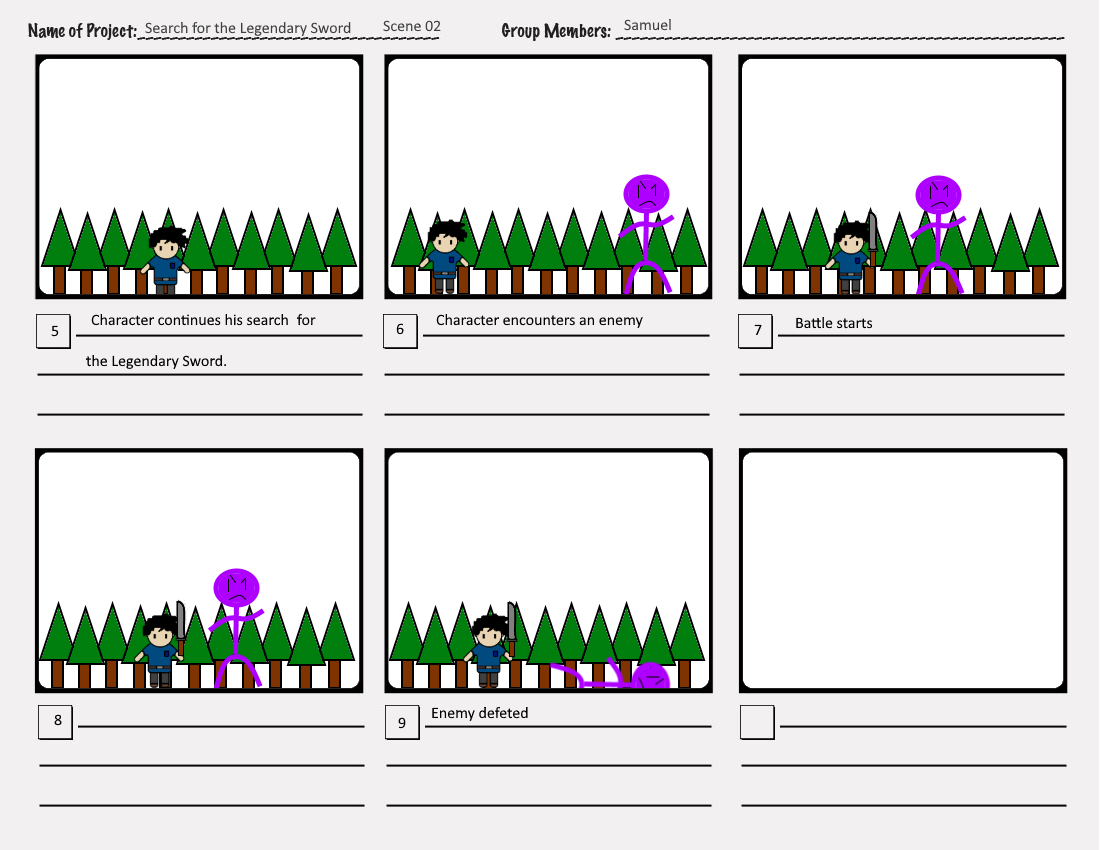 Name of Project: Search for the Legendary Sword Scene 02 Group Members: Samuel
5 Character continues his search for
the Legendary Sword.
6 Character encounters an enemy
7 Battle starts
8
9 Enemy defeted